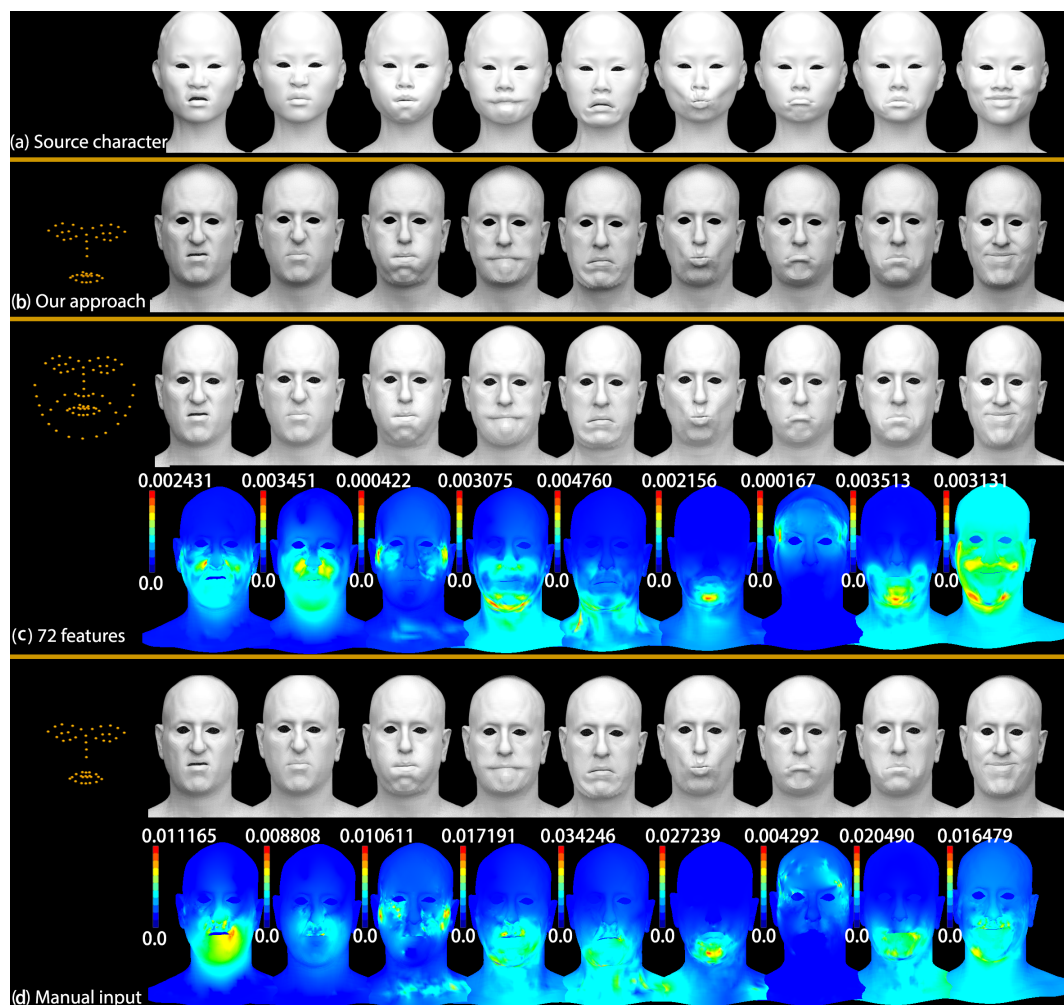 (a) Source character
(b) Our approach
0.002431 0.003451 0.000422 0.003075 0.004760 0.002156 0.000167 0.003513 0.003131
0.0 0.0 0.0 0.0 0.0 0.0 0.0 0.0 0.0
(c) 72 features
0.011165 0.008808 0.010611 0.017191 0.034246 0.027239 0.004292 0.020490 0.016479
0.0 0.0 0.0 0.0 0.0 0.0 0.0 0.0 0.0
(d) Manual input